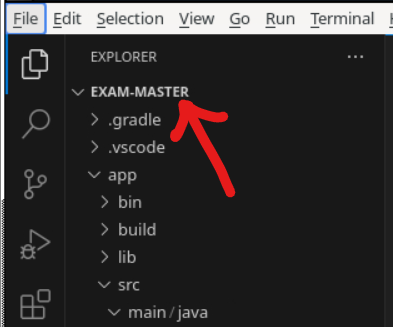 File Edit Selection View Go Run Terminal
EXPLORER
EXAM-MASTER
.gradle
.vscode
app
bin
build
lib
src
main / java